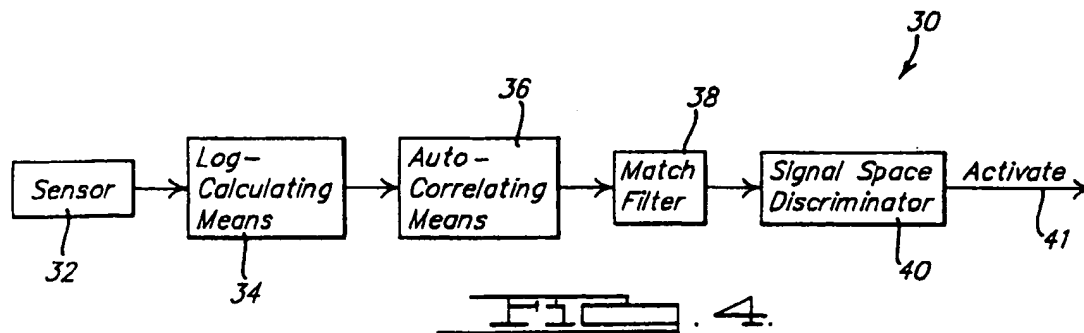 30
36
38
Sensor
Log-
Calculating
Means
Auto-
Correlating
Means
Match
Filter
Signal Space
Discriminator
Activate
32
34
40
41
FIG. 4.